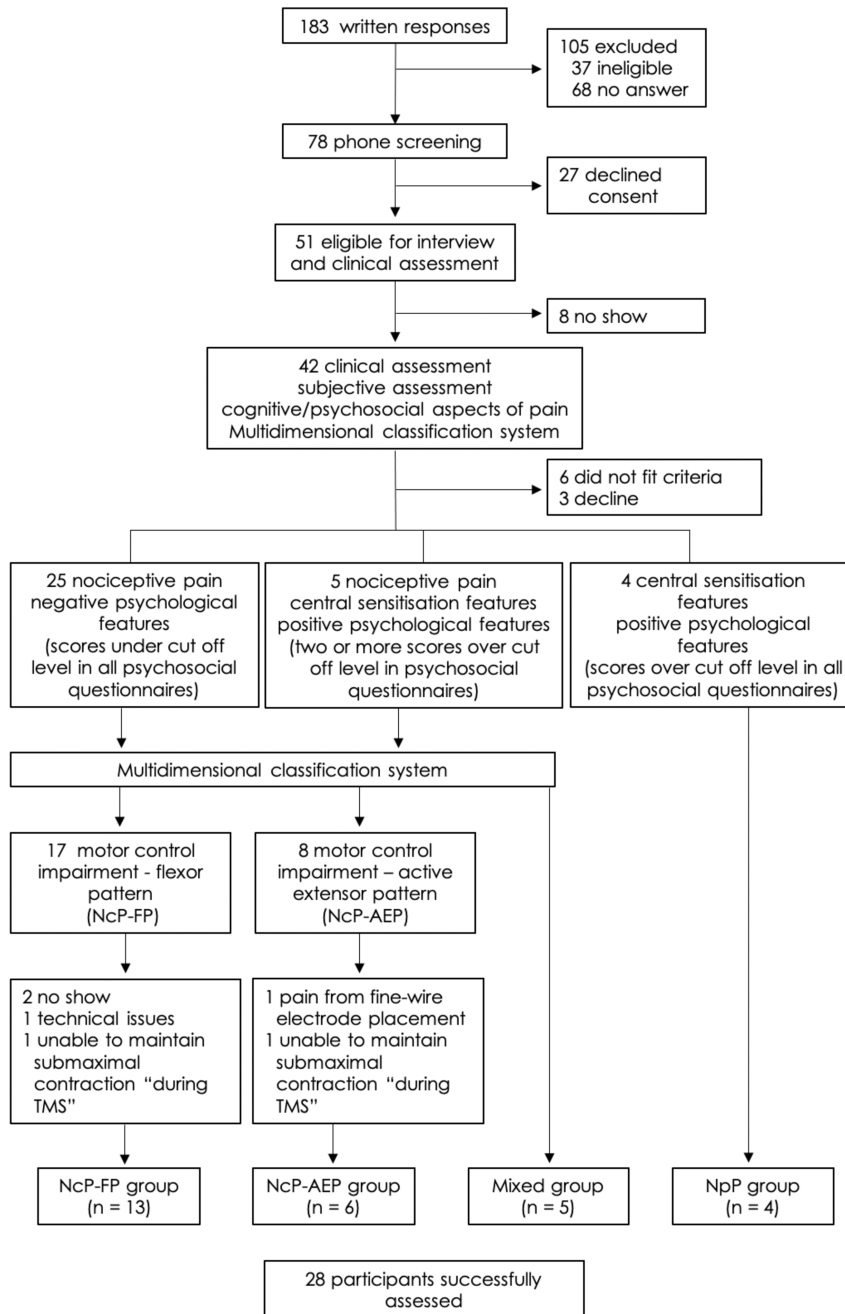 183 written responses
105 excluded
37 ineligible
68 no answer
78 phone screening
27 declined
consent
51 eligible for interview
and clinical assessment
8 no show
42 clinical assessment
subjective assessment
cognitive/psychosocial aspects of pain
Multidimensional classification system
6 did not fit criteria
3 decline
25 nociceptive pain
negative psychological
features
(scores under cut off
level in all psychosocial
questionnaires)
5 nociceptive pain
central sensitisation features
positive psychological features
(two or more scores over cut
off level in psychosocial
questionnaires)
4 central sensitisation
features
positive psychological
features
(scores over cut off level in all
psychosocial questionnaires)
Multidimensional classification system
17 motor control
impairment - flexor
pattern
(NcP-FP)
8 motor control
impairment – active
extensor pattern
(NcP-AEP)
2 no show
1 technical issues
1 unable to maintain
submaximal
contraction “during
TMS”
1 pain from fine-wire
electrode placement
1 unable to maintain
submaximal
contraction “during
TMS”
NcP-FP group
(n = 13)
NcP-AEP group
(n = 6)
Mixed group
(n = 5)
NpP group
(n = 4)
28 participants successfully
assessed